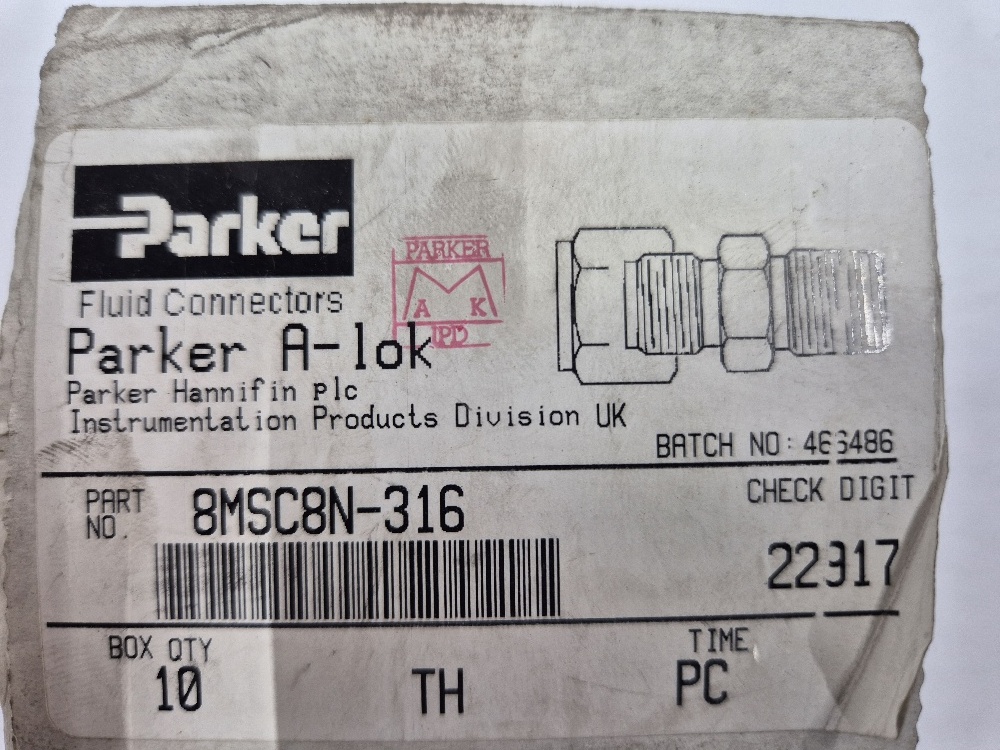 Parker
Fluid Connectors
PARKER
A K
IPD
Parker A-lok
Parker Hannifin plc
Instrumentation Products Division UK
BATCH NO: 466486
PART NO. 8MSC8N-316
CHECK DIGIT
22317
BOX QTY
10
TH
TIME
PC